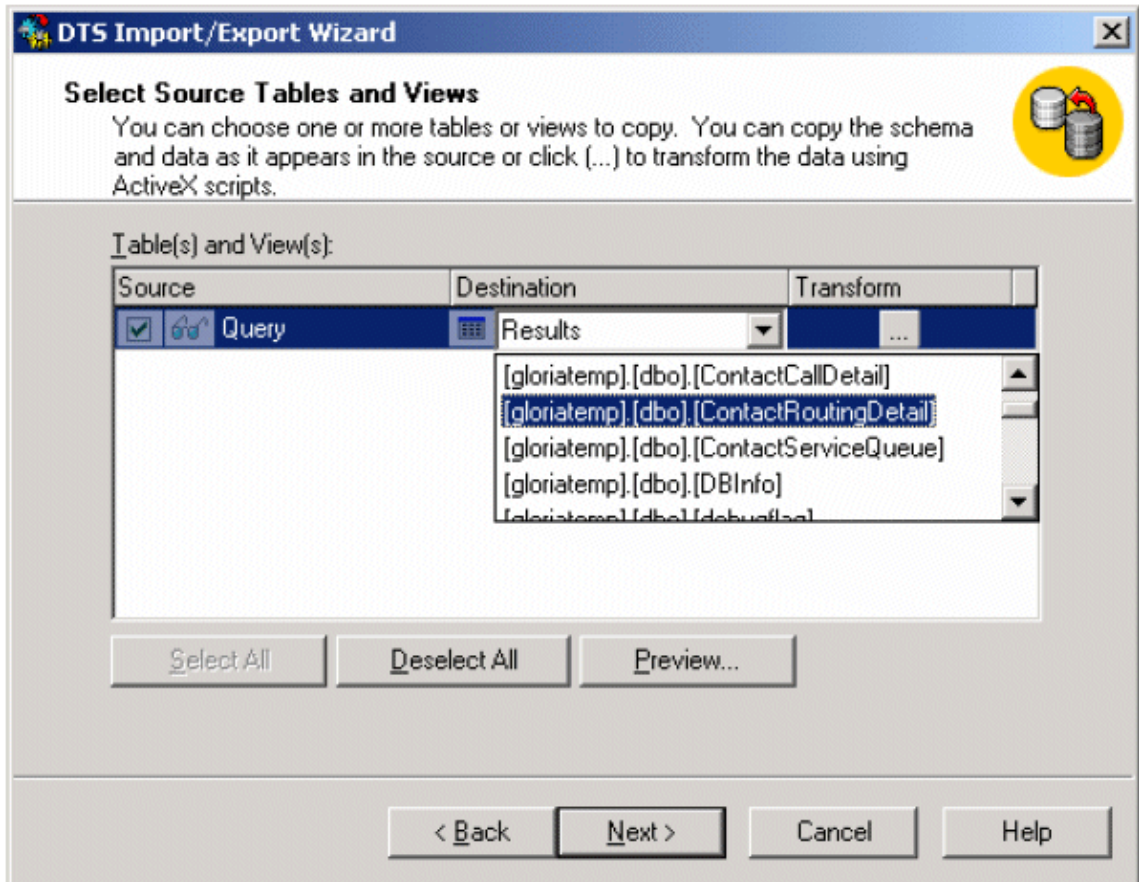 DTS Import/Export Wizard
Select Source Tables and Views
You can choose one or more tables or views to copy. You can copy the schema
and data as it appears in the source or click (...) to transform the data using
ActiveX scripts.
Table(s) and View(s):
Source Destination Transform
Query Results ...
[gloriatemp].[dbo].[ContactCallDetail]
[gloriatemp].[dbo].[ContactRoutingDetail]
[gloriatemp].[dbo].[ContactServiceQueue]
[gloriatemp].[dbo].[DBInfo]
[gloriatemp].[dbo].[debugflag]
Select All Deselect All Preview...
< Back Next > Cancel Help